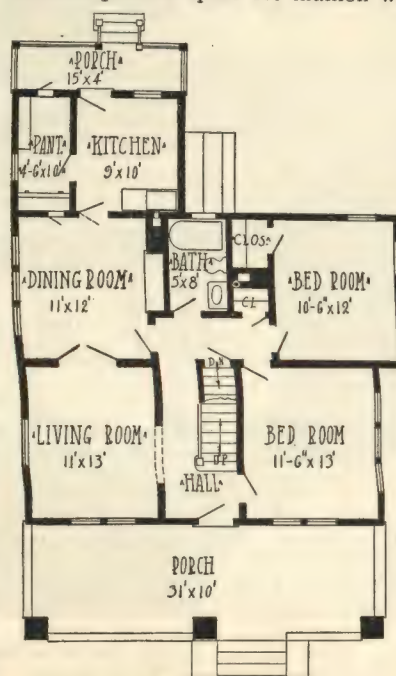 PORCH
15'x4'
PANT.
4'-6"x10'
KITCHEN
9'x10'
DINING ROOM
11'x12'
BATH
5'x8'
CLOS.
CL.
BED ROOM
10'-6"x12'
DN
LIVING ROOM
11'x13'
BED ROOM
11'-6"x13'
UP
HALL
PORCH
31'x10'